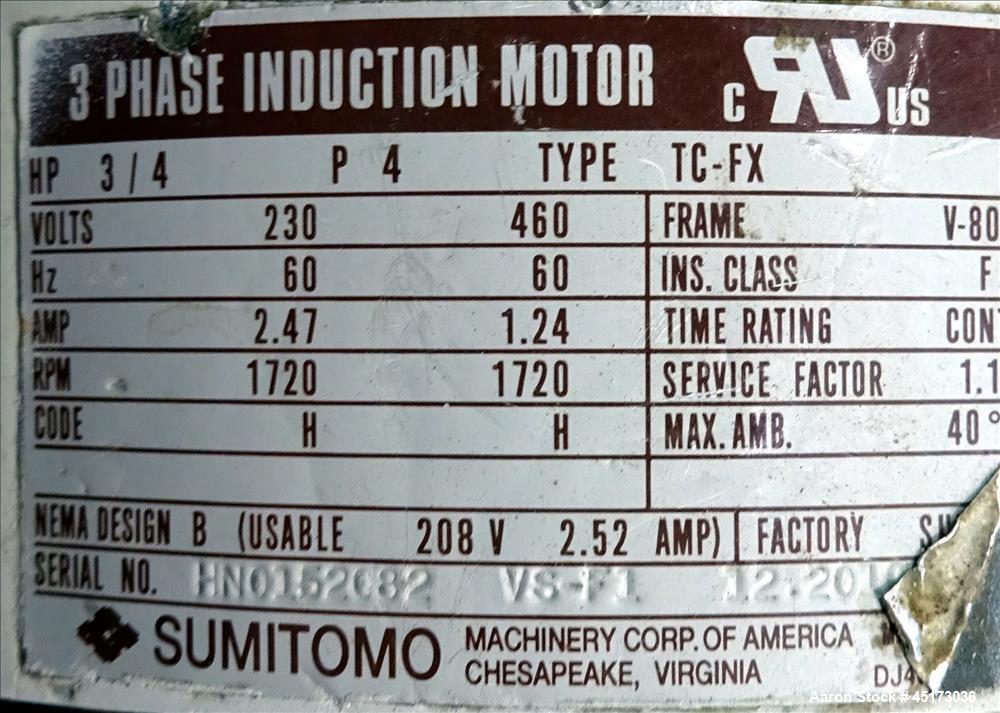 3 PHASE INDUCTION MOTOR C RU® US
HP 3/4 P 4 TYPE TC-FX
VOLTS 230 460 FRAME V-80
Hz 60 60 INS. CLASS F
AMP 2.47 1.24 TIME RATING CON
RPM 1720 1720 SERVICE FACTOR 1.1
CODE H H MAX. AMB. 40°
NEMA DESIGN B (USABLE 208 V 2.52 AMP) FACTORY
SERIAL NO. VS-F1
SUMITOMO MACHINERY CORP. OF AMERICA
CHESAPEAKE, VIRGINIA
Aaron Stock # 45173036